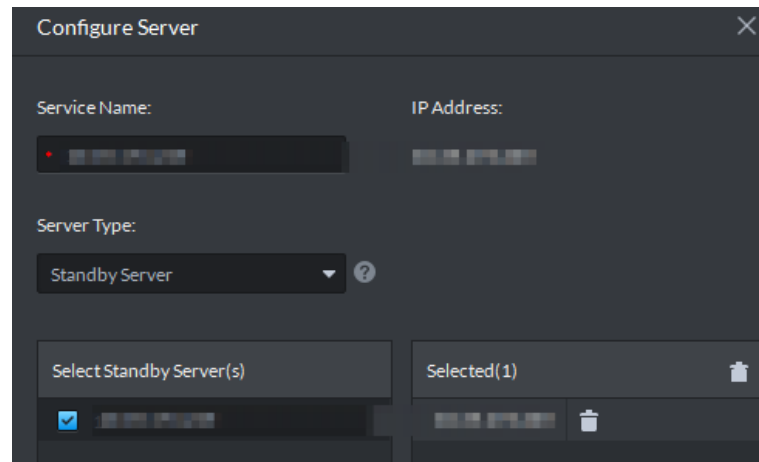 Configure Server
Service Name:
IP Address:
*
Server Type:
Standby Server
Select Standby Server(s)
Selected(1)